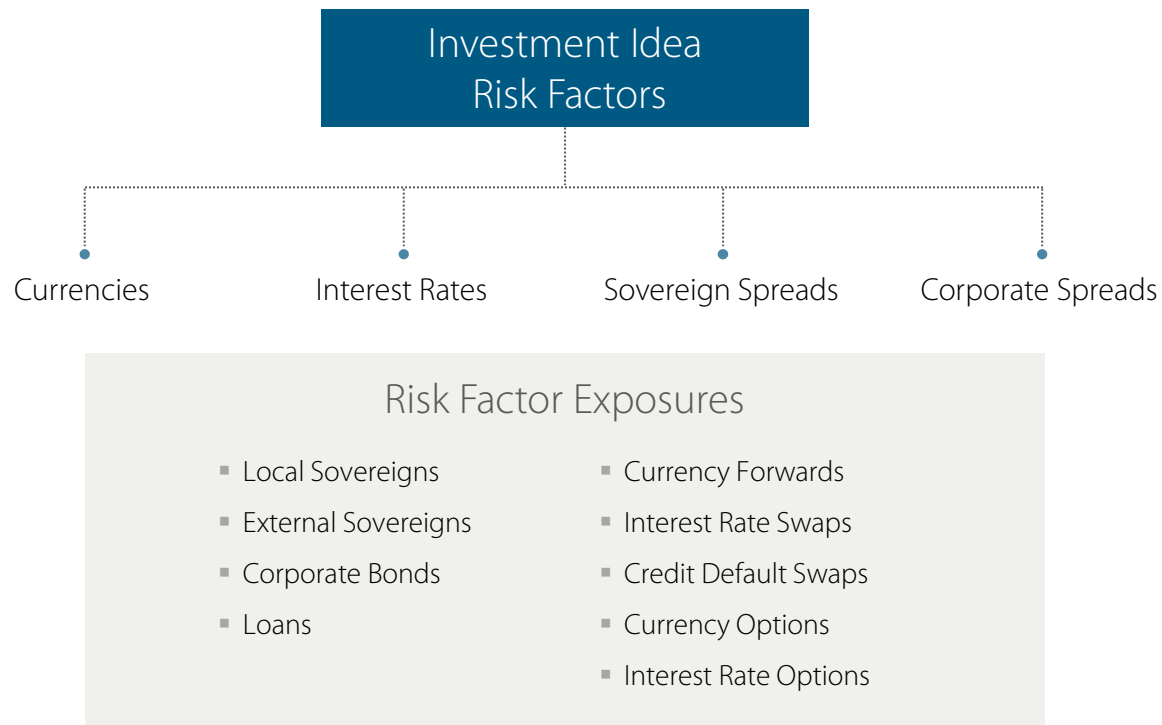 Investment Idea
Risk Factors
Currencies
Interest Rates
Sovereign Spreads
Corporate Spreads
Risk Factor Exposures
Local Sovereigns
External Sovereigns
Corporate Bonds
Loans
Currency Forwards
Interest Rate Swaps
Credit Default Swaps
Currency Options
Interest Rate Options